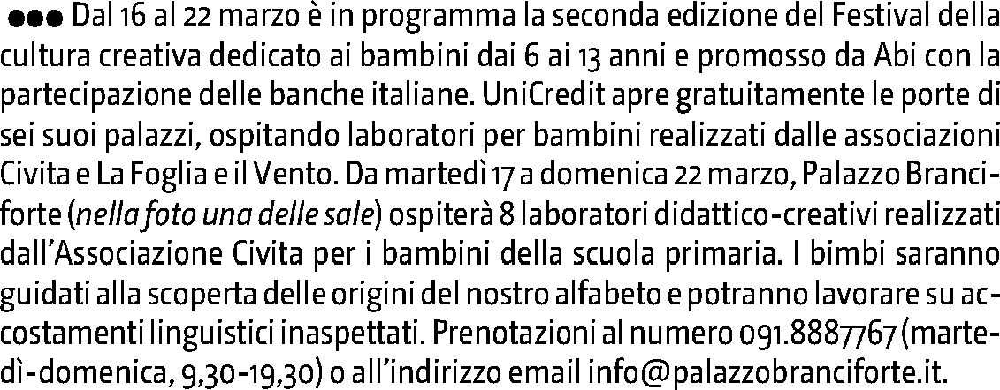 ●●● Dal 16 al 22 marzo è in programma la seconda edizione del Festival della
cultura creativa dedicato ai bambini dai 6 ai 13 anni e promosso da Abi con la
partecipazione delle banche italiane. UniCredit apre gratuitamente le porte di
sei suoi palazzi, ospitando laboratori per bambini realizzati dalle associazioni
Civita e La Foglia e il Vento. Da martedì 17 a domenica 22 marzo, Palazzo Branci-
forte (nella foto una delle sale) ospiterà 8 laboratori didattico-creativi realizzati
dall'Associazione Civita per i bambini della scuola primaria. I bimbi saranno
guidati alla scoperta delle origini del nostro alfabeto e potranno lavorare su ac-
costamenti linguistici inaspettati. Prenotazioni al numero 091.8887767 (marte-
dì-domenica, 9,30-19,30) o all'indirizzo email info@palazzobranciforte.it.